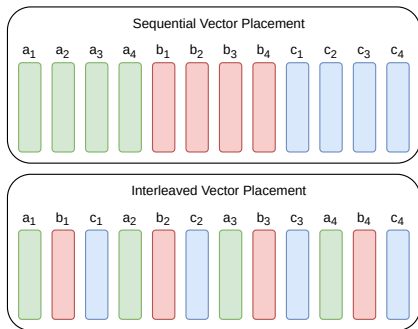 Sequential Vector Placement
a₁ a₂ a₃ a₄ b₁ b₂ b₃ b₄ c₁ c₂ c₃ c₄
Interleaved Vector Placement
a₁ b₁ c₁ a₂ b₂ c₂ a₃ b₃ c₃ a₄ b₄ c₄